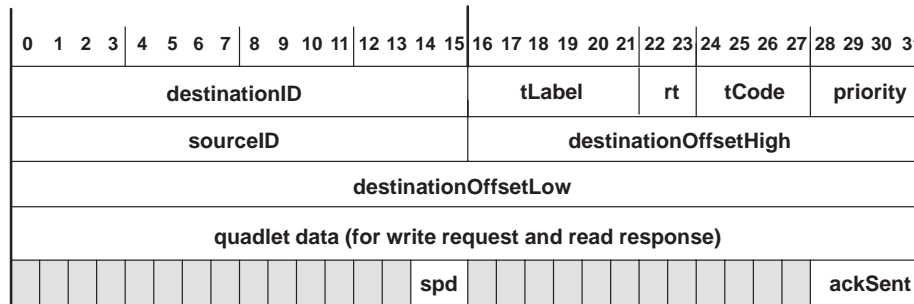 0 1 2 3 4 5 6 7 8 9 10 11 12 13 14 15 16 17 18 19 20 21 22 23 24 25 26 27 28 29 30 31
destinationID tLabel rt tCode priority
sourceID destinationOffsetHigh
destinationOffsetLow
quadlet data (for write request and read response)
spd ackSent